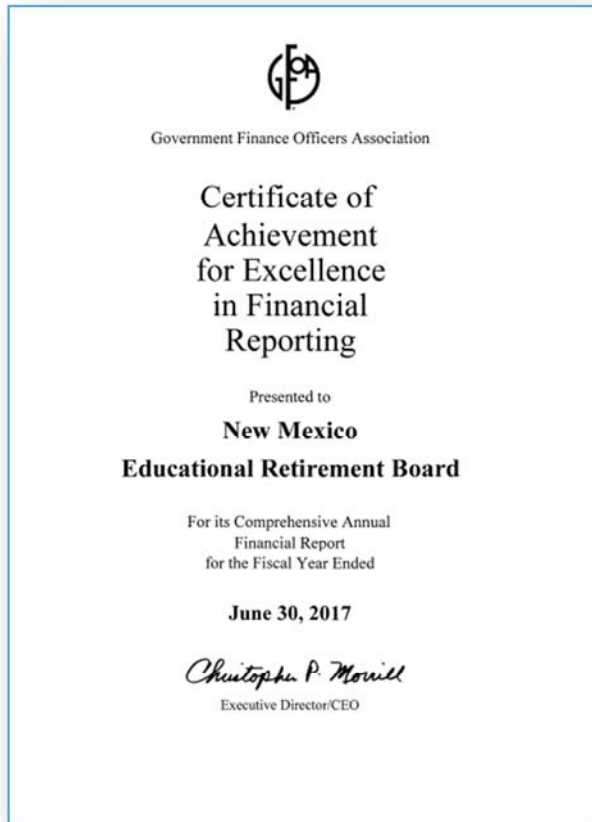 GFOA
Government Finance Officers Association
Certificate of
Achievement
for Excellence
in Financial
Reporting
Presented to
New Mexico
Educational Retirement Board
For its Comprehensive Annual
Financial Report
for the Fiscal Year Ended
June 30, 2017
Christopher P. Morrill
Executive Director/CEO